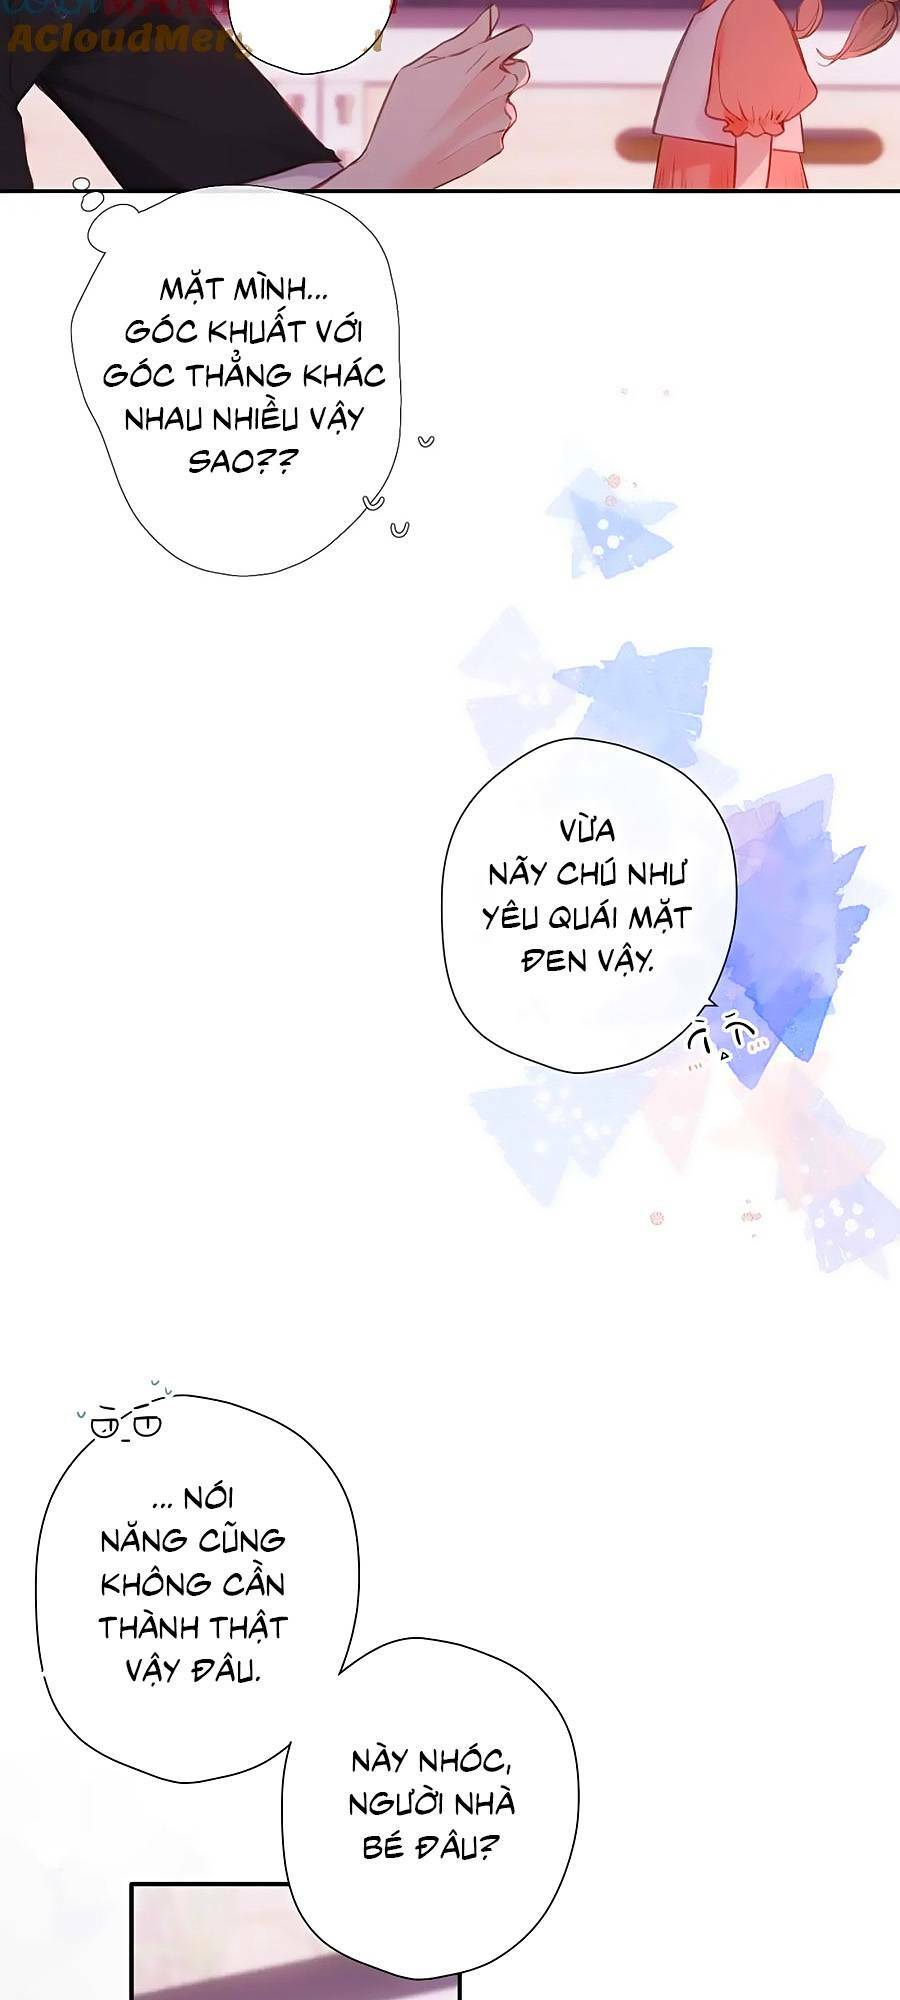 ACloudMer
MẶT MÌNH...
GÓC KHUẤT VỚI
GÓC THẲNG KHÁC
NHAU NHIỀU VẬY
SAO??
VỪA
NÃY CHÚ NHƯ
YÊU QUÁI MẶT
ĐEN VẬY.
... NÓI
NĂNG CŨNG
KHÔNG CẦN
THÀNH THẬT
VẬY ĐÂU.
NÀY NHÓC,
NGƯỜI NHÀ
BÉ ĐÂU?